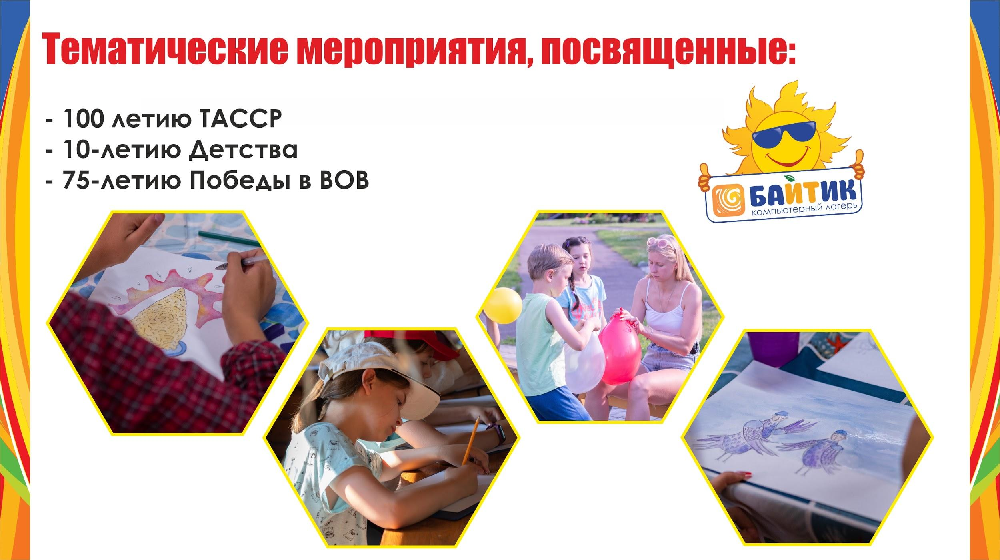 Тематические мероприятия, посвященные:
- 100 летию ТАССР
- 10-летию Детства
- 75-летию Победы в ВОВ
БАЙТИК
компьютерный лагерь